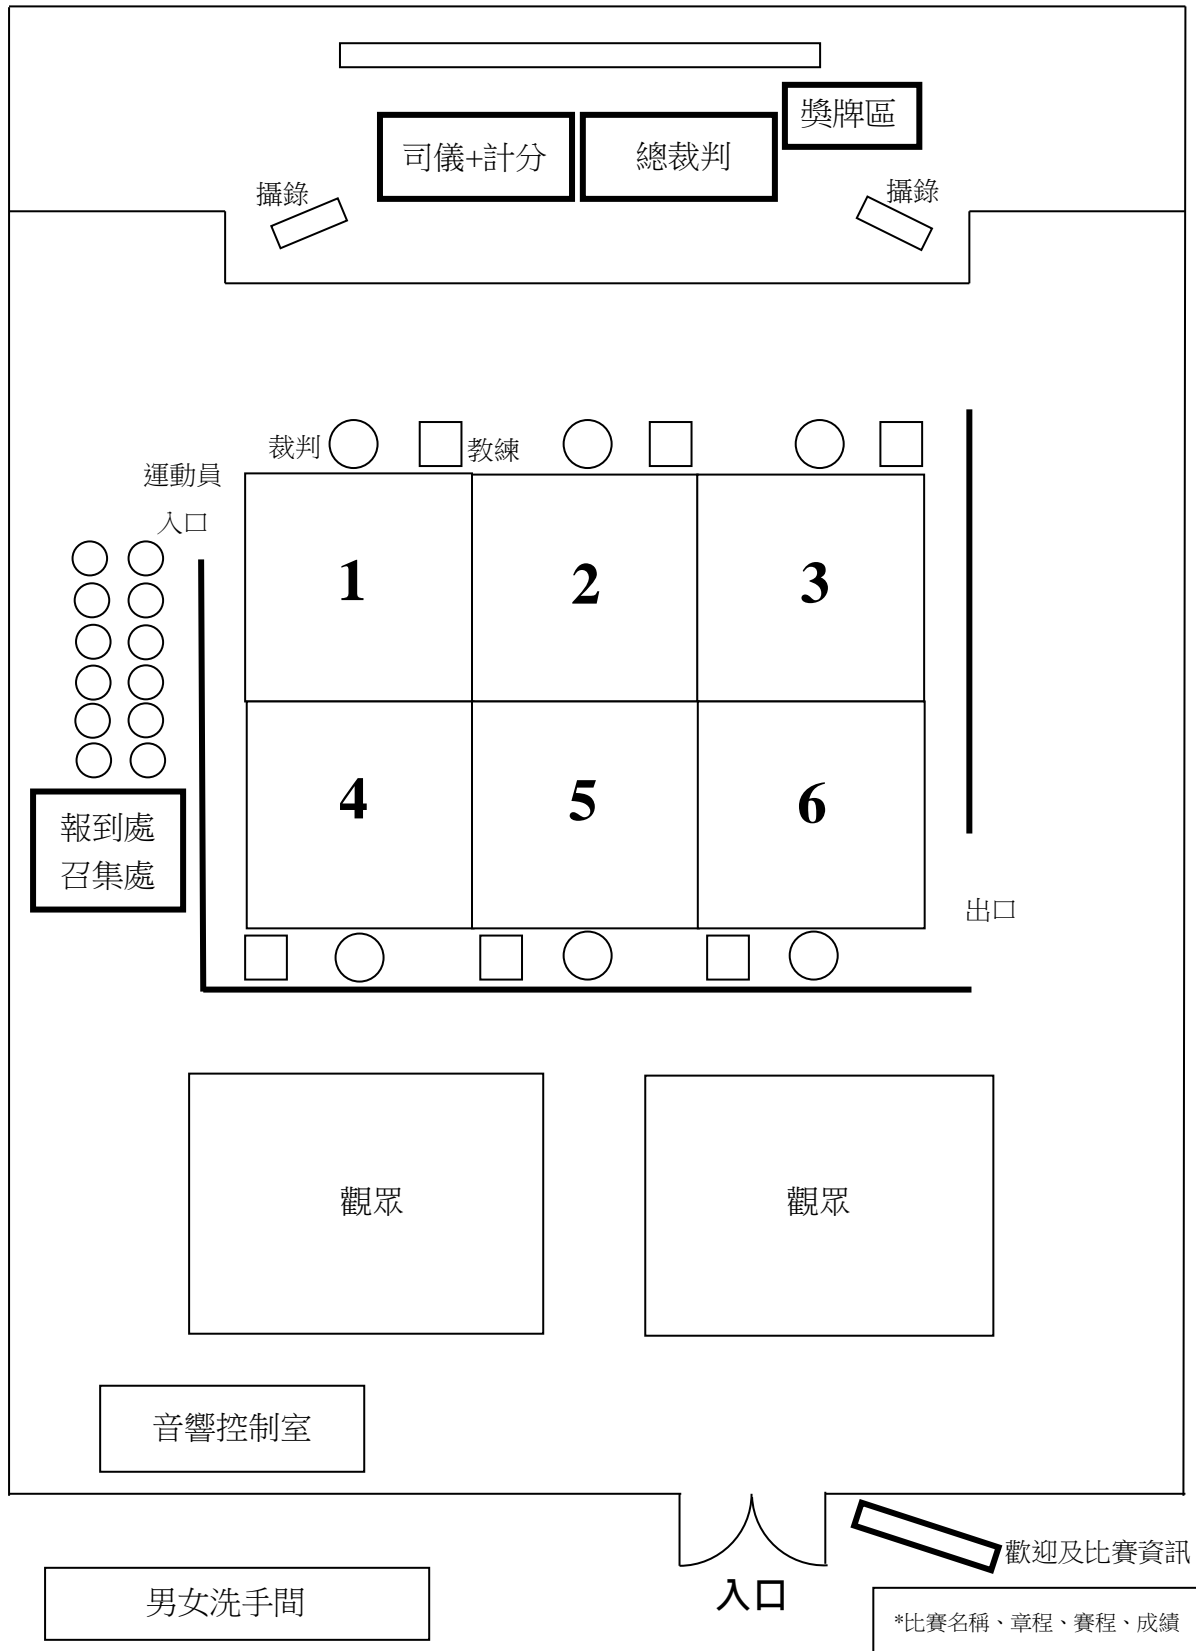 獎牌區
司儀+計分
總裁判
攝錄
攝錄
裁判
教練
運動員
入口
1
2
3
4
5
6
報到處
召集處
出口
觀眾
觀眾
音響控制室
歡迎及比賽資訊
入口
男女洗手間
*比賽名稱、章程、賽程、成績